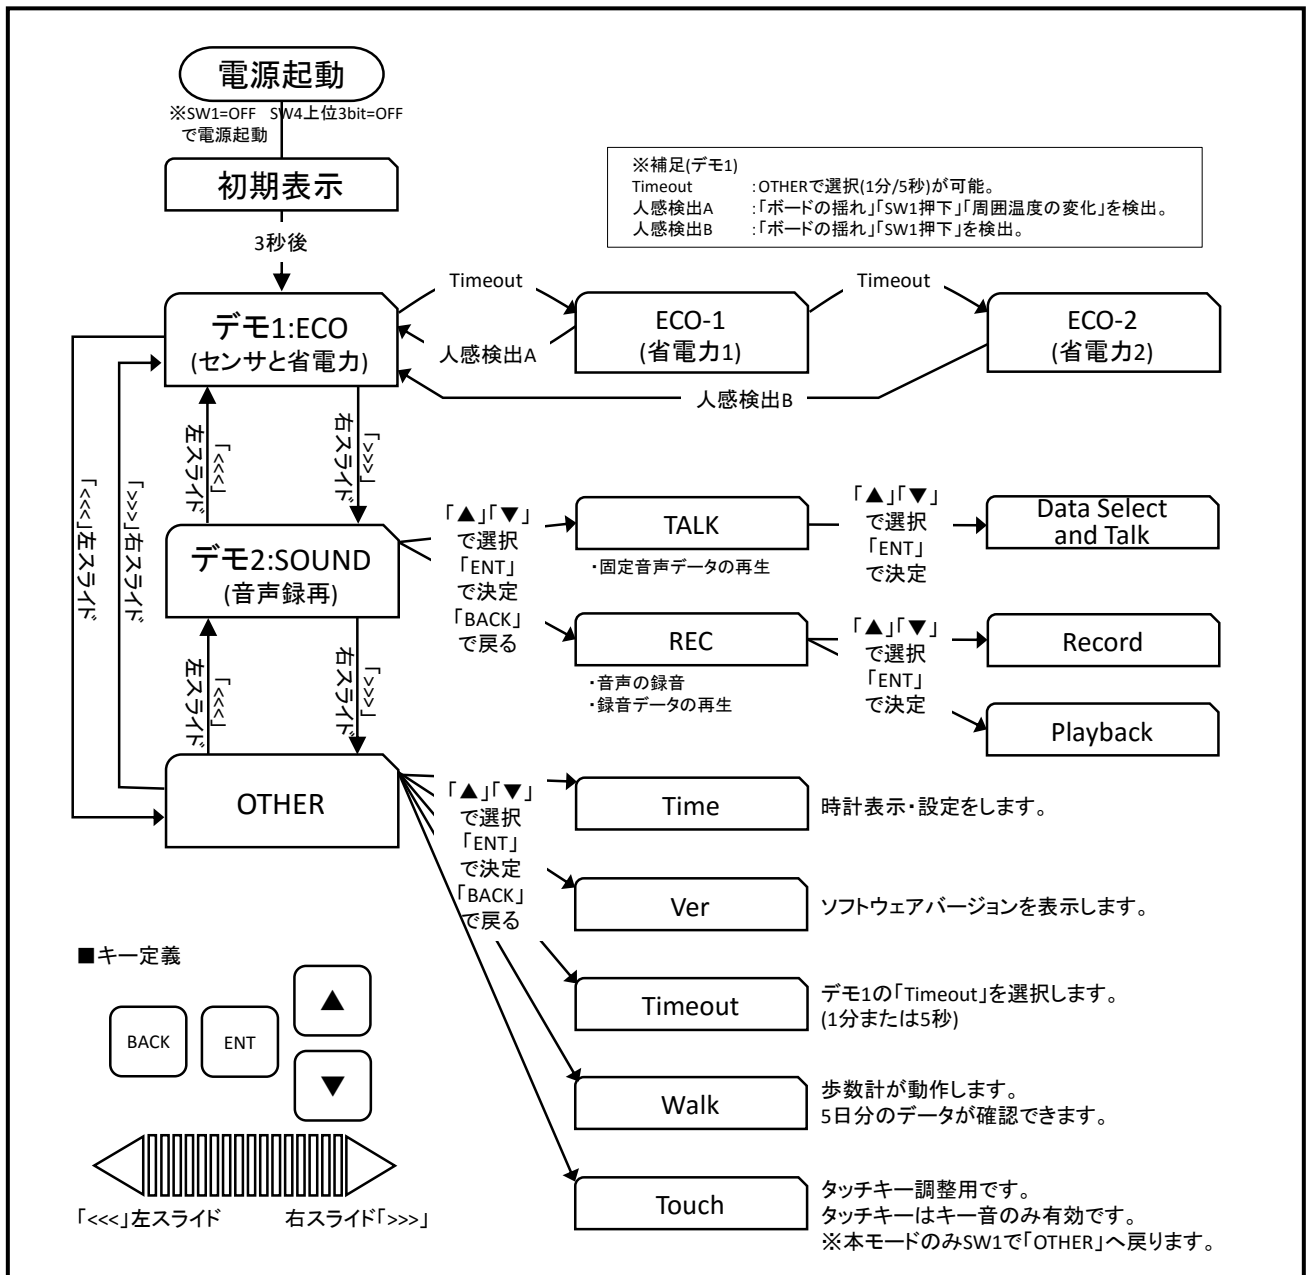 電源起動
※SW1=OFF　SW4上位3bit=OFF
で電源起動
初期表示
3秒後
※補足(デモ1)
Timeout　:OTHERで選択(1分/5秒)が可能。
人感検出A　:「ボードの揺れ」「SW1押下」「周囲温度の変化」を検出。
人感検出B　:「ボードの揺れ」「SW1押下」を検出。
デモ1:ECO
(センサと省電力)
Timeout
人感検出A
ECO-1
(省電力1)
Timeout
ECO-2
(省電力2)
人感検出B
「<<<」
左スライド
「>>>」
右スライド
「<<<」左スライド
「>>>」右スライド
デモ2:SOUND
(音声録再)
「▲」「▼」
で選択
「ENT」
で決定
「BACK」
で戻る
TALK
・固定音声データの再生
「▲」「▼」
で選択
「ENT」
で決定
Data Select
and Talk
REC
・音声の録音
・録音データの再生
「▲」「▼」
で選択
「ENT」
で決定
Record
Playback
「<<<」
左スライド
「>>>」
右スライド
OTHER
「▲」「▼」
で選択
「ENT」
で決定
「BACK」
で戻る
Time
時計表示・設定をします。
Ver
ソフトウェアバージョンを表示します。
Timeout
デモ1の「Timeout」を選択します。
(1分または5秒)
Walk
歩数計が動作します。
5日分のデータが確認できます。
Touch
タッチキー調整用です。
タッチキーはキー音のみ有効です。
※本モードのみSW1で「OTHER」へ戻ります。
■キー定義
BACK
ENT
▲
▼
「<<<」左スライド
右スライド「>>>」